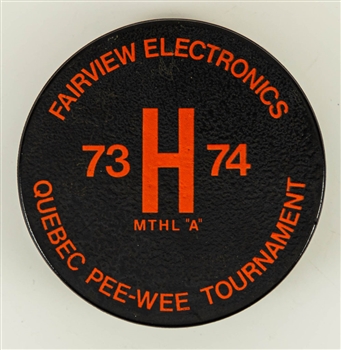 FAIRVIEW ELECTRONICS
73 H 74
MTHL "A"
QUEBEC PEE-WEE TOURNAMENT